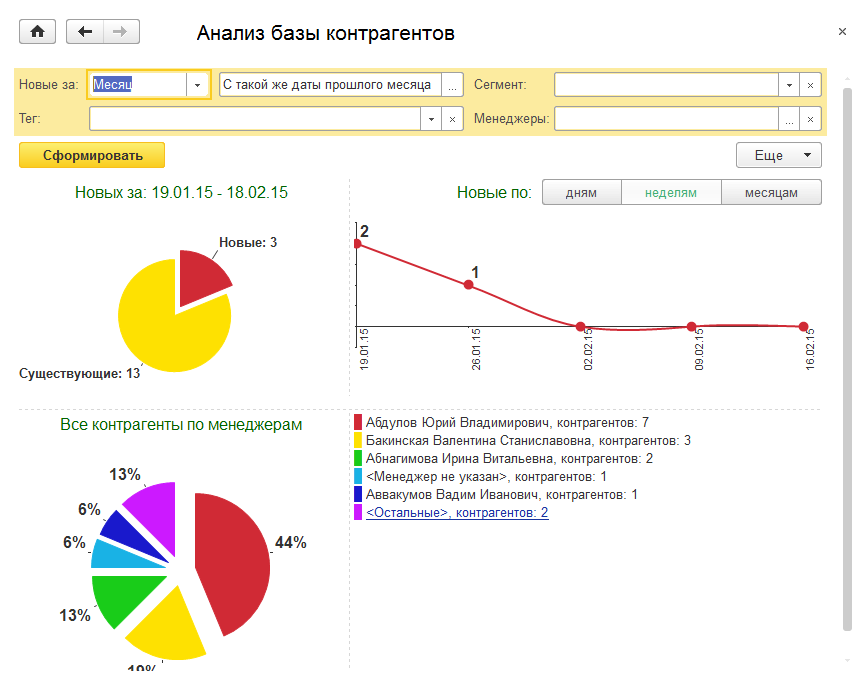 Анализ базы контрагентов
Новые за: Месяц С такой же даты прошлого месяца ... Сегмент:
Тег: Менеджеры: ...
Сформировать Еще
Новых за: 19.01.15 - 18.02.15
Новые: 3
Существующие: 13
Новые по: дням неделям месяцам
2
1
19.01.15
26.01.15
02.02.15
09.02.15
16.02.15
Все контрагенты по менеджерам
13%
6%
6%
13%
19%
44%
Абдулов Юрий Владимирович, контрагентов: 7
Бакинская Валентина Станиславовна, контрагентов: 3
Абнагимова Ирина Витальевна, контрагентов: 2
<Менеджер не указан>, контрагентов: 1
Аввакумов Вадим Иванович, контрагентов: 1
<Остальные>, контрагентов: 2